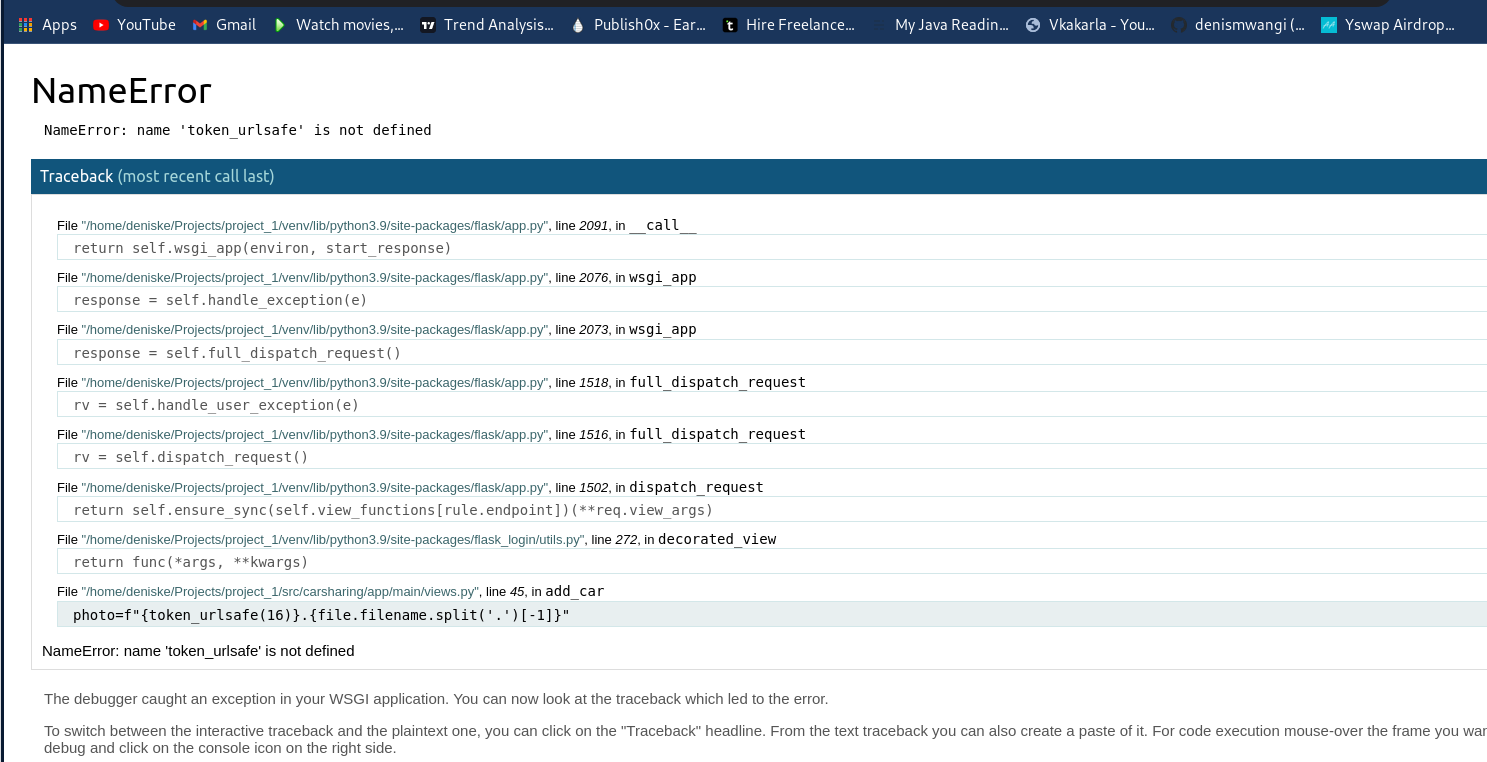 Apps YouTube Gmail Watch movies,... Trend Analysis... Publish0x - Ear... Hire Freelance... My Java Readin... Vkakarla - You... denismwangi (... Yswap Airdrop...
NameError
NameError: name 'token_urlsafe' is not defined
Traceback (most recent call last)
File "/home/deniske/Projects/project_1/venv/lib/python3.9/site-packages/flask/app.py", line 2091, in __call__
return self.wsgi_app(environ, start_response)
File "/home/deniske/Projects/project_1/venv/lib/python3.9/site-packages/flask/app.py", line 2076, in wsgi_app
response = self.handle_exception(e)
File "/home/deniske/Projects/project_1/venv/lib/python3.9/site-packages/flask/app.py", line 2073, in wsgi_app
response = self.full_dispatch_request()
File "/home/deniske/Projects/project_1/venv/lib/python3.9/site-packages/flask/app.py", line 1518, in full_dispatch_request
rv = self.handle_user_exception(e)
File "/home/deniske/Projects/project_1/venv/lib/python3.9/site-packages/flask/app.py", line 1516, in full_dispatch_request
rv = self.dispatch_request()
File "/home/deniske/Projects/project_1/venv/lib/python3.9/site-packages/flask/app.py", line 1502, in dispatch_request
return self.ensure_sync(self.view_functions[rule.endpoint])(**req.view_args)
File "/home/deniske/Projects/project_1/venv/lib/python3.9/site-packages/flask_login/utils.py", line 272, in decorated_view
return func(*args, **kwargs)
File "/home/deniske/Projects/project_1/src/carsharing/app/main/views.py", line 45, in add_car
photo=f"{token_urlsafe(16)}.{file.filename.split('.')[-1]}"
NameError: name 'token_urlsafe' is not defined
The debugger caught an exception in your WSGI application. You can now look at the traceback which led to the error.
To switch between the interactive traceback and the plaintext one, you can click on the "Traceback" headline. From the text traceback you can also create a paste of it. For code execution mouse-over the frame you
debug and click on the console icon on the right side.